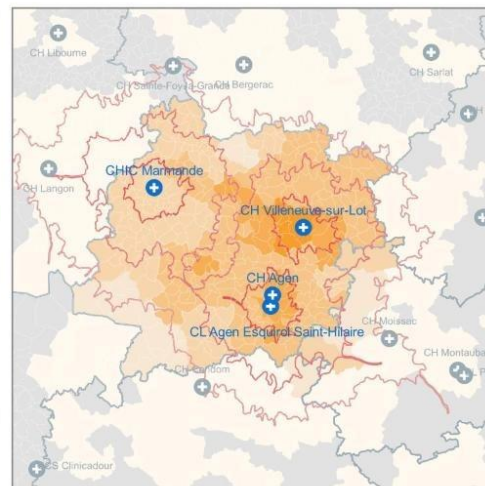 CH Libourne
CH Sarlat
CH Sainte-Foy-la-Grande
CH Bergerac
CHIC Marmande
CH Langon
CH Villeneuve-sur-Lot
CH Agen
CL Agen Esquirol Saint-Hilaire
CH Moissac
CH Montauba
CH Condom
CS Clinicadour